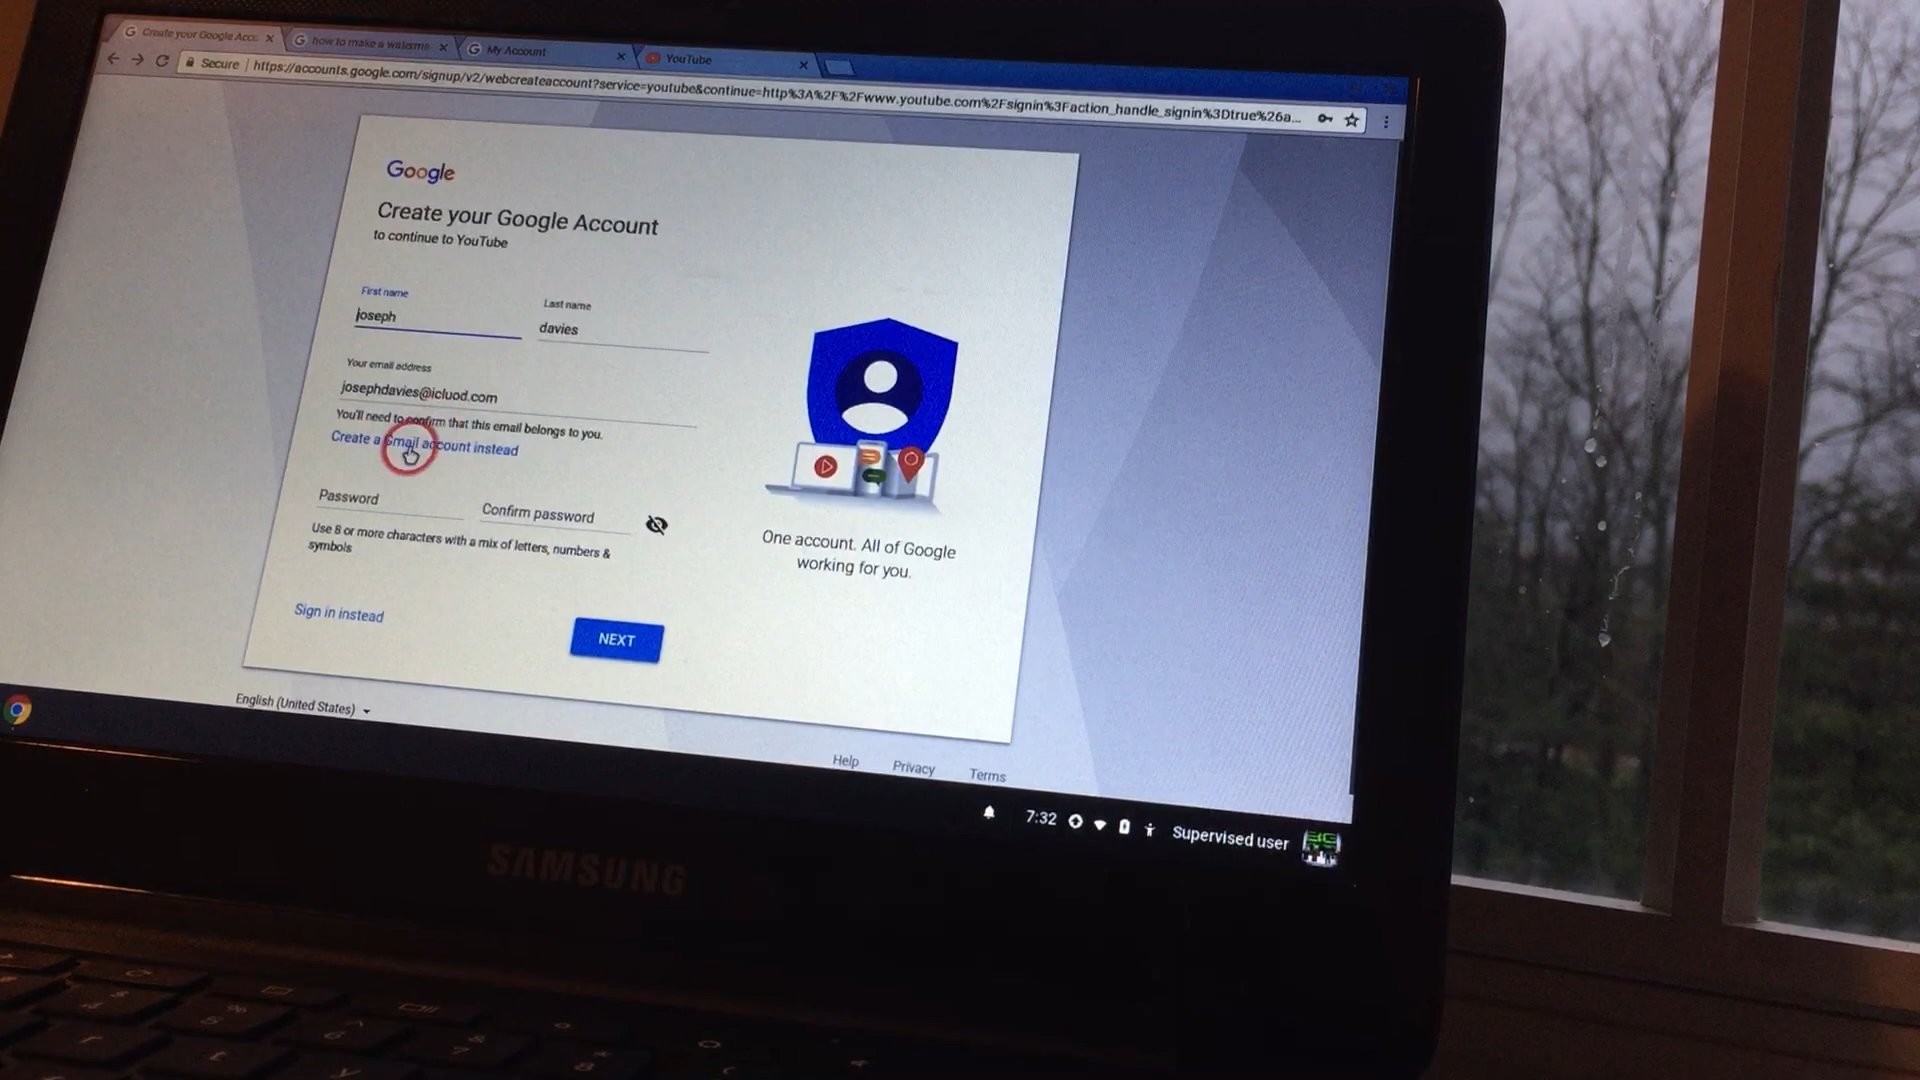 Create your Google Acc
how to make a waterme
My Account
YouTube
Secure
https://accounts.google.com/signup/v2/webcreateaccount?service=youtube&continue=http%3A%2F%2Fwww.youtube.com%2Fsignin%3Faction_handle_signin%3Dtrue%26a...
Google
Create your Google Account
to continue to YouTube
First name
Last name
joseph
davies
Your email address
josephdavies@icluod.com
You'll need to confirm that this email belongs to you.
Create a Gmail account instead
Password
Confirm password
Use 8 or more characters with a mix of letters, numbers &
symbols
One account. All of Google
working for you.
Sign in instead
NEXT
English (United States)
Help
Privacy
Terms
7:32
Supervised user
SAMSUNG